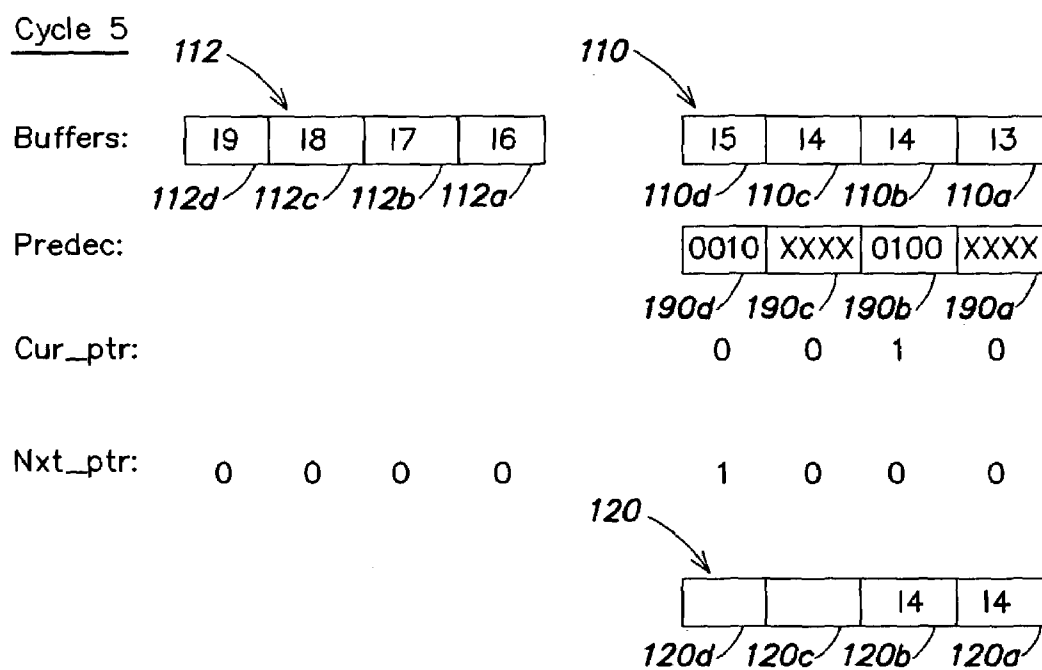 Cycle 5
112 110
Buffers: I9 I8 I7 I6 I5 I4 I4 I3
112d 112c 112b 112a 110d 110c 110b 110a
Predec: 0010 XXXX 0100 XXXX
190d 190c 190b 190a
Cur_ptr: 0 0 1 0
Nxt_ptr: 0 0 0 0 1 0 0 0
120
I4 I4
120d 120c 120b 120a